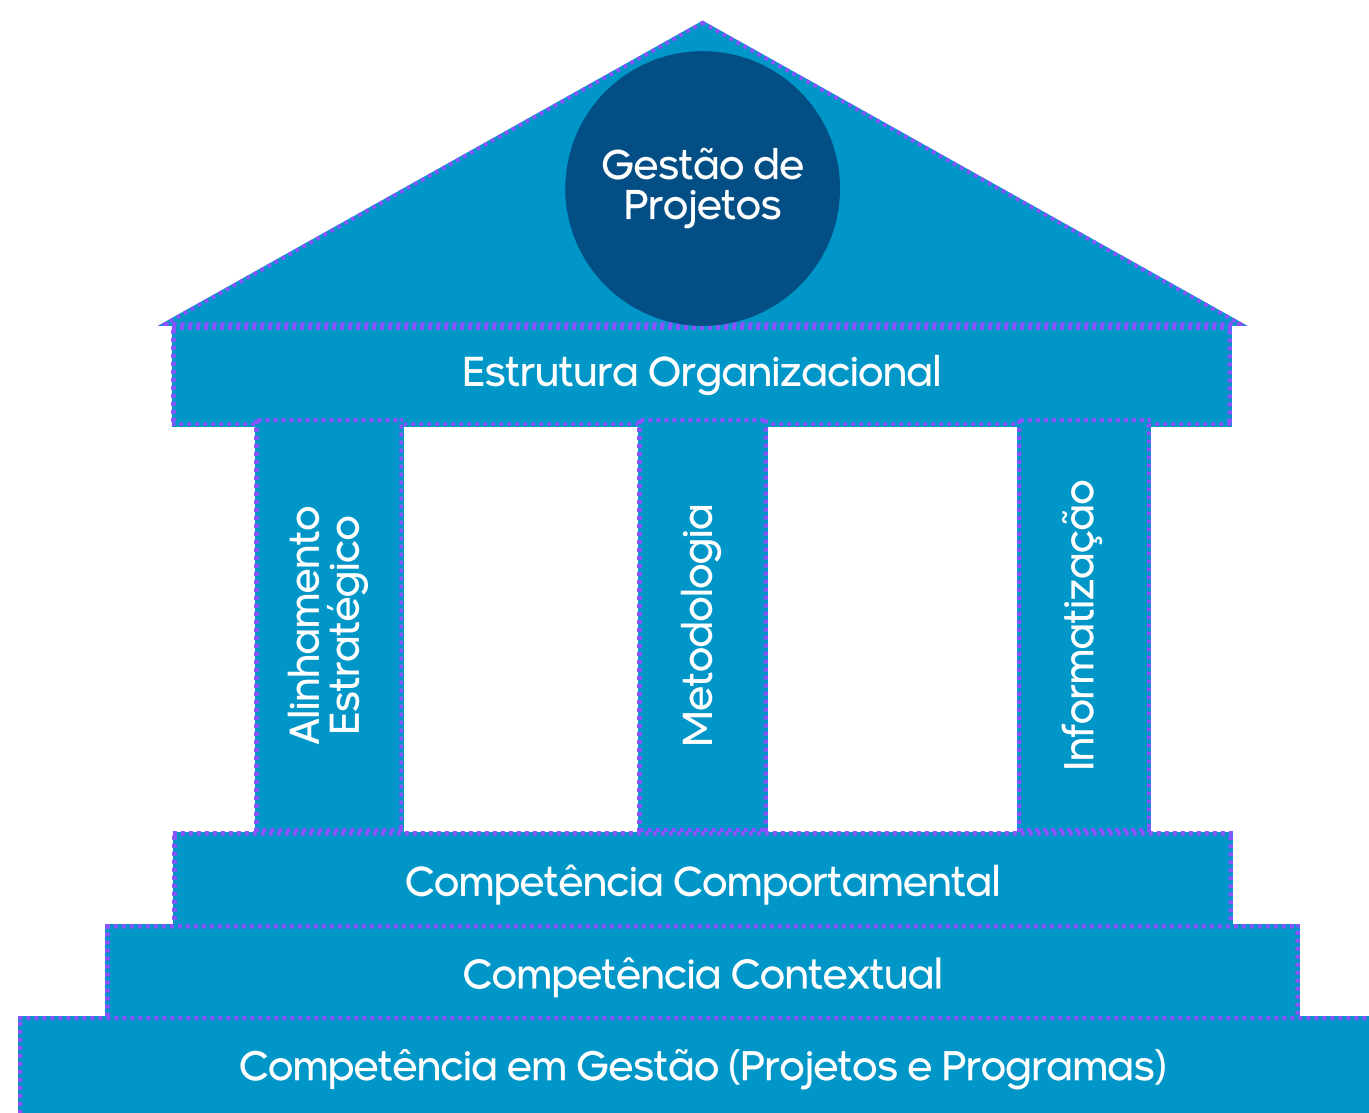 Gestão de
Projetos
Estrutura Organizacional
Alinhamento
Estratégico
Metodologia
Informatização
Competência Comportamental
Competência Contextual
Competência em Gestão (Projetos e Programas)